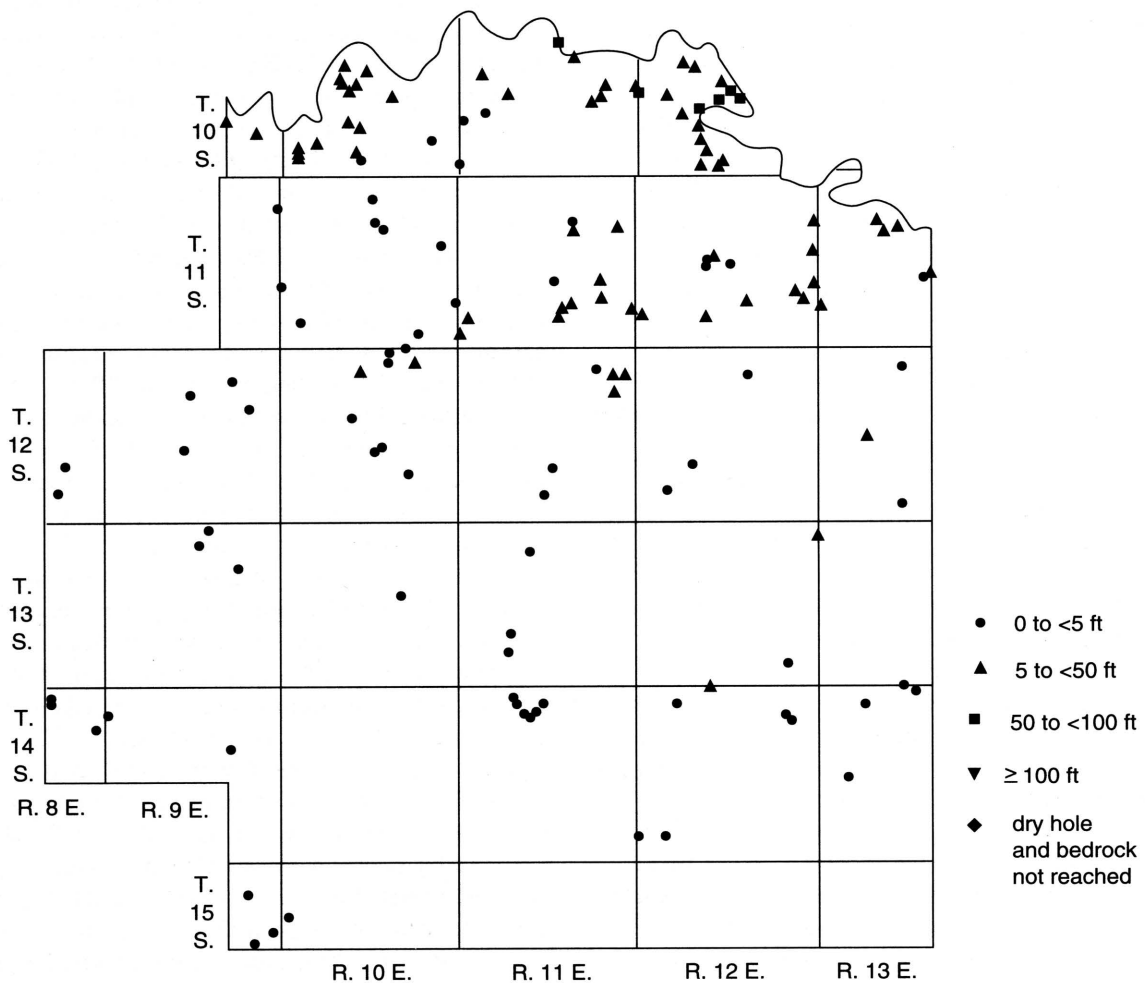 T.
10
S.
T.
11
S.
T.
12
S.
T.
13
S.
T.
14
S.
R. 8 E.
R. 9 E.
T.
15
S.
R. 10 E.
R. 11 E.
R. 12 E.
R. 13 E.
0 to <5 ft
5 to <50 ft
50 to <100 ft
≥ 100 ft
dry hole
and bedrock
not reached